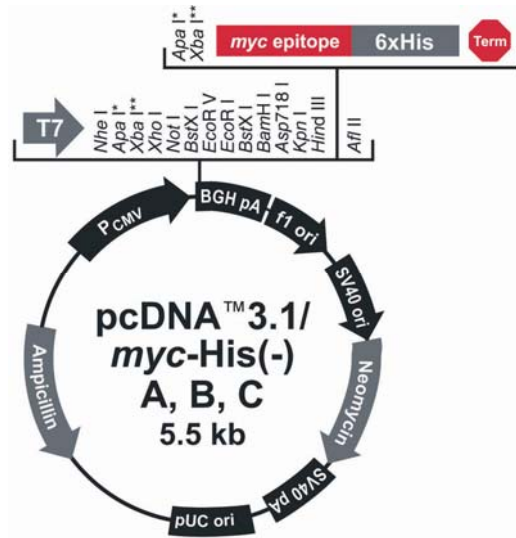 Apa I*
Xba I**
myc epitope
6xHis
Term
T7
Nhe I
Apa I*
Xba I**
Xho I
Not I
BstX I
EcoR V
EcoR I
BstX I
BamH I
Asp718 I
Kpn I
Hind III
Afl II
PCMV
BGH pA
f1 ori
SV40 ori
Neomycin
SV40 pA
pUC ori
Ampicillin
pcDNA™3.1/
myc-His(-)
A, B, C
5.5 kb